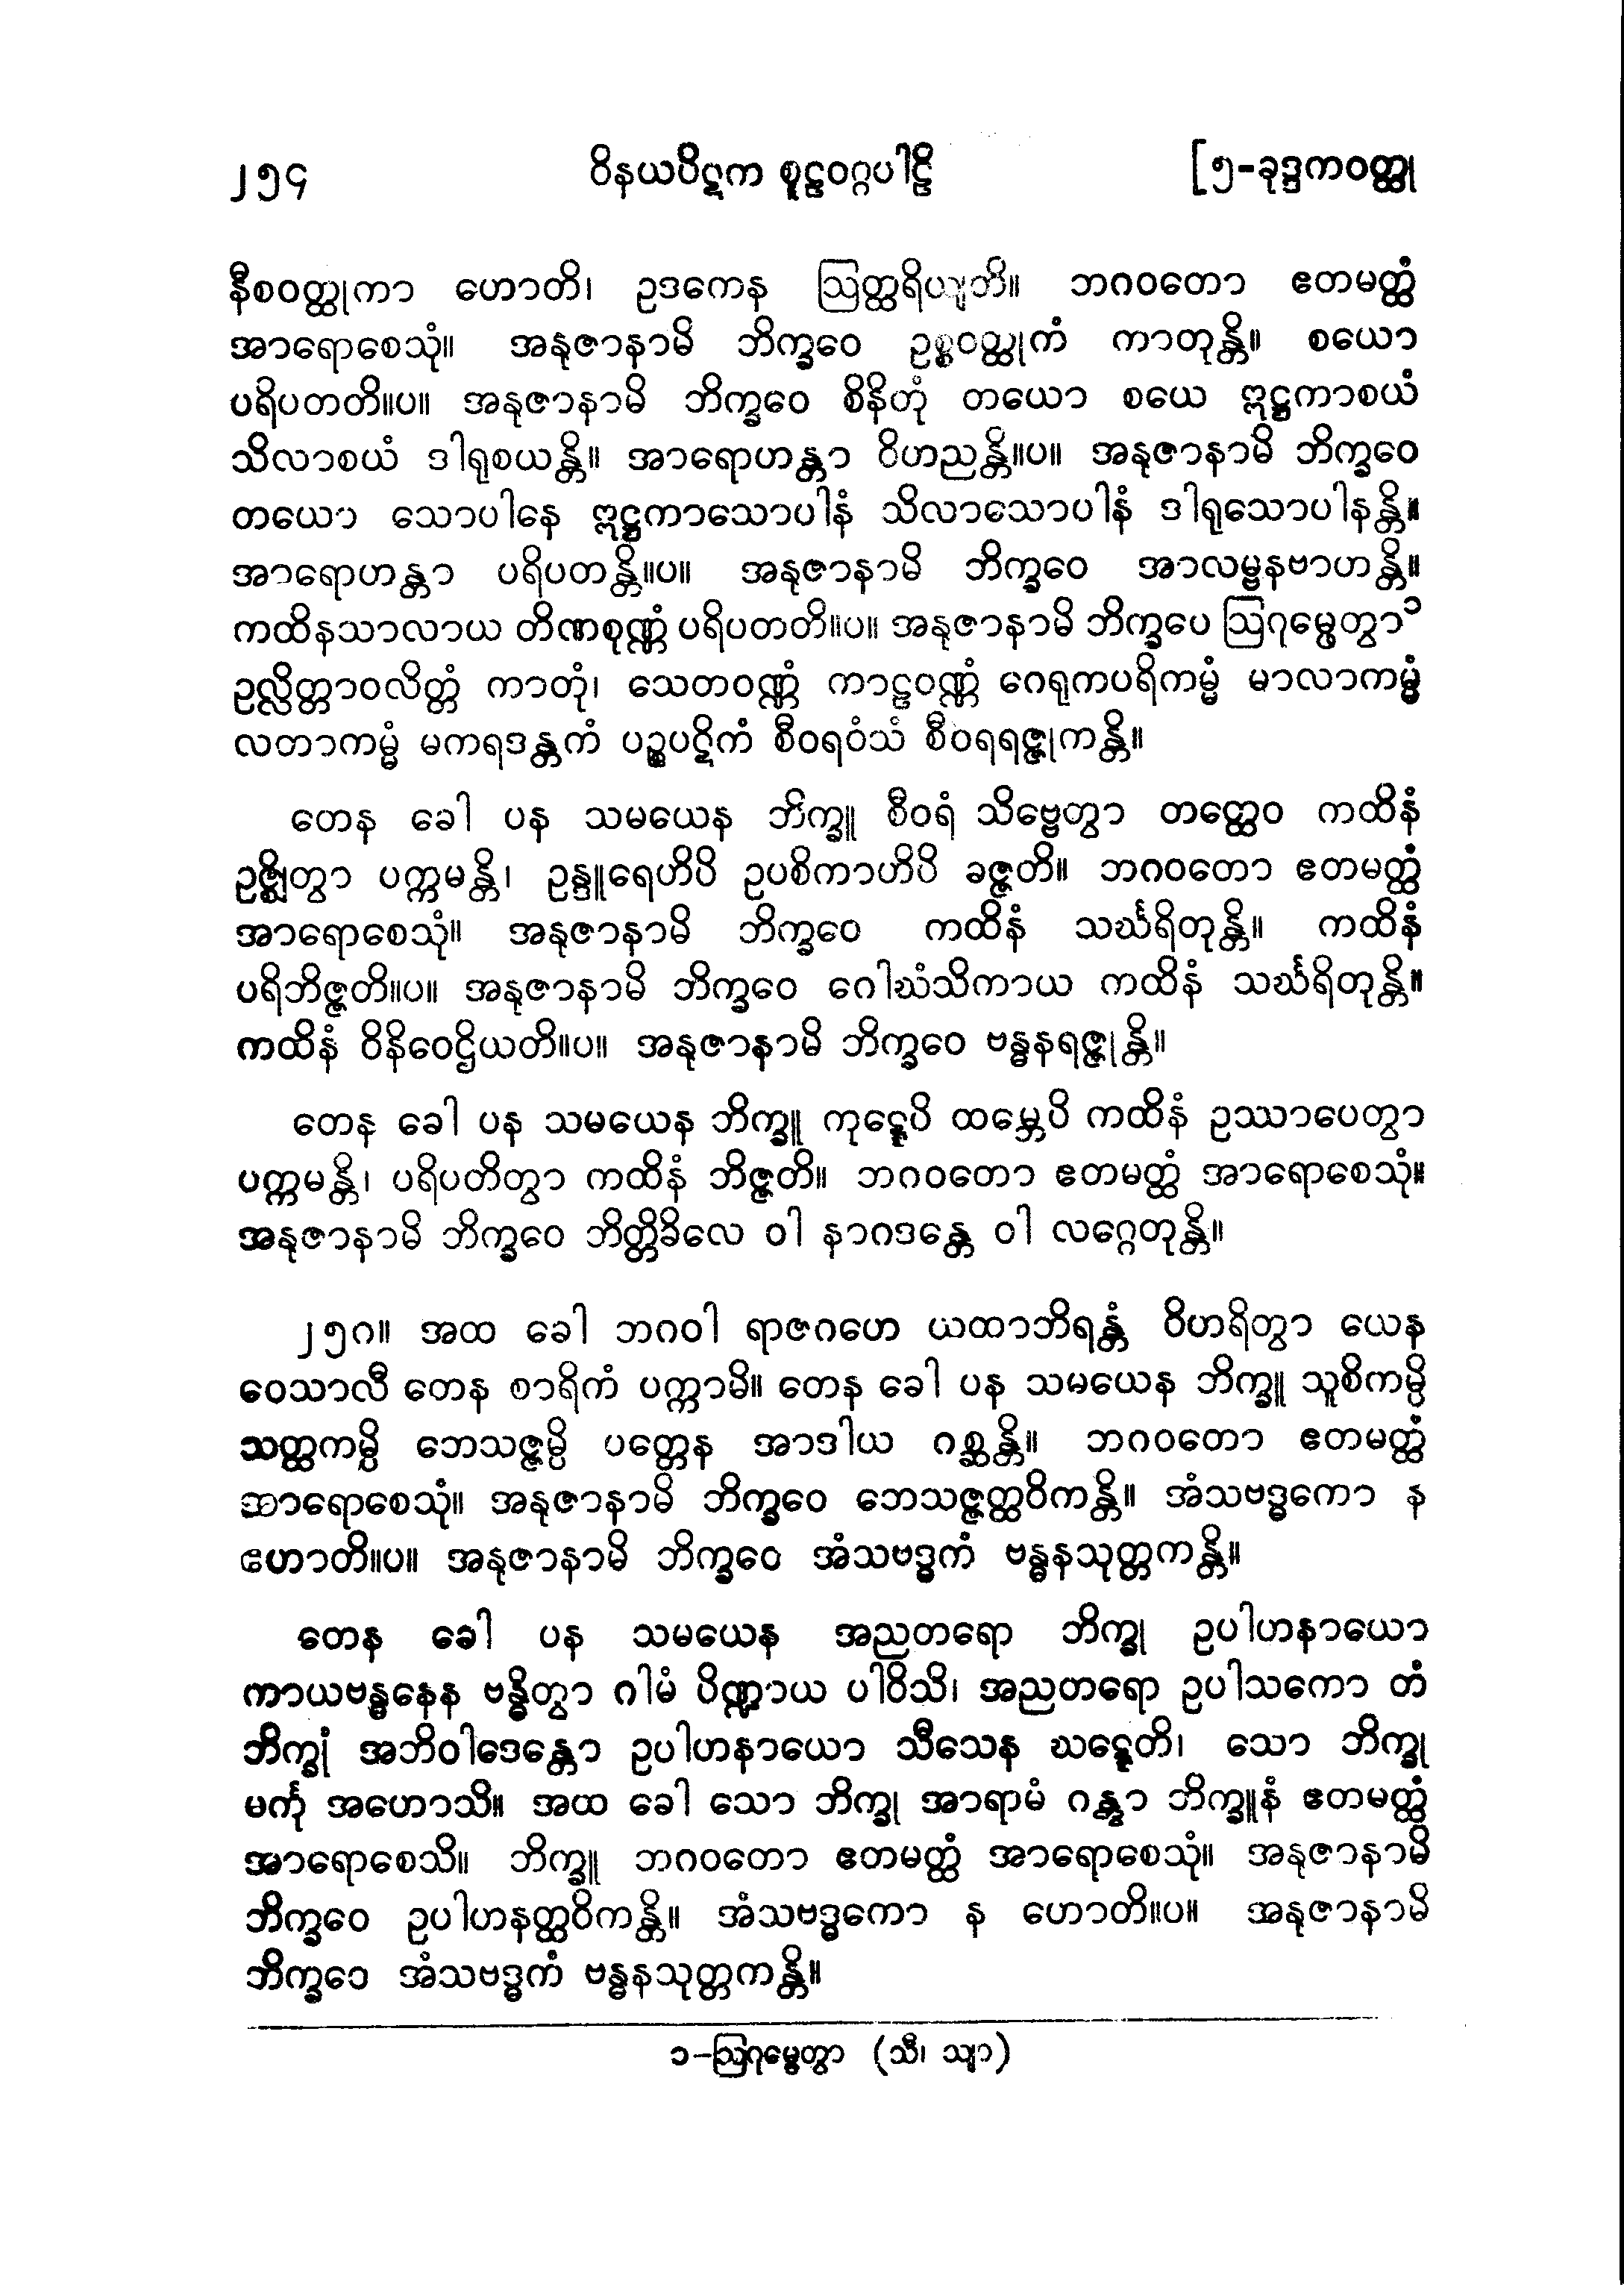 ၂၅၄ ဝိနယပိဋက စူဠဝဂ္ဂပါဠိ [၅-ခုဒ္ဒကဝတ္ထု
နီစဝတ္ထုကာ ဟောတိ၊ ဥဒကေန ဩတ္ထရိယျတိ။ ဘဂဝတော ဧတမတ္ထံ
အာရောစေသုံ။ အနုဇာနာမိ ဘိက္ခဝေ ဥစ္စဝတ္ထုကံ ကာတုန္တိ။ စယော
ပရိပတတိ။ပ။ အနုဇာနာမိ ဘိက္ခဝေ စိနိတုံ တယော စယေ ဣဋ္ဌကာစယံ
သိလာစယံ ဒါရုစယန္တိ။ အာရောဟန္တာ ဝိဟညန္တိ။ပ။ အနုဇာနာမိ ဘိက္ခဝေ
တယော သောပါနေ ဣဋ္ဌကာသောပါနံ သိလာသောပါနံ ဒါရုသောပါနန္တိ။
အာရောဟန္တာ ပရိပတန္တိ။ပ။ အနုဇာနာမိ ဘိက္ခဝေ အာလမ္ဗနဗာဟန္တိ။
ကထိနသာလာယ တိဏစုဏ္ဏံ ပရိပတတိ။ပ။ အနုဇာနာမိ ဘိက္ခပေ ဩဂုမ္ဖေတွာ ၁
ဥလ္လိတ္တာဝလိတ္တံ ကာတုံ၊ သေတဝဏ္ဏံ ကာဠဝဏ္ဏံ ဂေရုကပရိကမ္မံ မာလာကမ္မံ
လတာကမ္မံ မကရဒန္တကံ ပဉ္စပဋိကံ စီဝရဝံသံ စီဝရရဇ္ဇုကန္တိ။
တေန ခေါ ပန သမယေန ဘိက္ခူ စီဝရံ သိဗ္ဗေတွာ တတ္ထေဝ ကထိနံ
ဥဇ္ဈိတွာ ပက္ကမန္တိ၊ ဥန္ဒူရေဟိပိ ဥပစိကာဟိပိ ခဇ္ဇတိ။ ဘဂဝတော ဧတမတ္ထံ
အာရောစေသုံ။ အနုဇာနာမိ ဘိက္ခဝေ ကထိနံ သင်္ဃရိတုန္တိ။ ကထိနံ
ပရိဘိဇ္ဇတိ။ပ။ အနုဇာနာမိ ဘိက္ခဝေ ဂေါဃံသိကာယ ကထိနံ သင်္ဃရိတုန္တိ။
ကထိနံ ဝိနိဝေဌိယတိ။ပ။ အနုဇာနာမိ ဘိက္ခဝေ ဗန္ဓနရဇ္ဇုန္တိ။
တေန ခေါ ပန သမယေန ဘိက္ခူ ကုဋ္ဋေပိ ထမ္ဘေပိ ကထိနံ ဥဿာပေတွာ
ပက္ကမန္တိ၊ ပရိပတိတွာ ကထိနံ ဘိဇ္ဇတိ။ ဘဂဝတော ဧတမတ္ထံ အာရောစေသုံ။
အနုဇာနာမိ ဘိက္ခဝေ ဘိတ္တိခိလေ ဝါ နာဂဒန္တေ ဝါ လဂ္ဂေတုန္တိ။
၂၅ဂ။ အထ ခေါ ဘဂဝါ ရာဇဂဟေ ယထာဘိရန္တံ ဝိဟရိတွာ ယေန
ဝေသာလီ တေန စာရိကံ ပက္ကာမိ။ တေန ခေါ ပန သမယေန ဘိက္ခူ သူစိကမ္ပိ
သတ္ထကမ္ပိ ဘေသဇ္ဇမ္ပိ ပတ္တေန အာဒါယ ဂစ္ဆန္တိ။ ဘဂဝတော ဧတမတ္ထံ
အာရောစေသုံ။ အနုဇာနာမိ ဘိက္ခဝေ ဘေသဇ္ဇတ္ထဝိကန္တိ။ အံသဗဒ္ဓကော န
ဟောတိ။ပ။ အနုဇာနာမိ ဘိက္ခဝေ အံသဗဒ္ဓကံ ဗန္ဓနသုတ္တကန္တိ။
တေန ခေါ ပန သမယေန အညတရော ဘိက္ခု ဥပါဟနာယော
ကာယဗန္ဓနေန ဗန္ဓိတွာ ဂါမံ ပိဏ္ဍာယ ပါဝိသိ၊ အညတရော ဥပါသကော တံ
ဘိက္ခုံ အဘိဝါဒေန္တော ဥပါဟနာယော သီသေန ဃဋ္ဋေတိ၊ သော ဘိက္ခု
မင်္ကု အဟောသိ။ အထ ခေါ သော ဘိက္ခု အာရာမံ ဂန္တွာ ဘိက္ခူနံ ဧတမတ္ထံ
အာရောစေသိ။ ဘိက္ခူ ဘဂဝတော ဧတမတ္ထံ အာရောစေသုံ။ အနုဇာနာမိ
ဘိက္ခဝေ ဥပါဟနတ္ထဝိကန္တိ။ အံသဗဒ္ဓကော န ဟောတိ။ပ။ အနုဇာနာမိ
ဘိက္ခဝေ အံသဗဒ္ဓကံ ဗန္ဓနသုတ္တကန္တိ။
၁-ဩဂုမ္ဗေတွာ (သီ၊ သျာ)